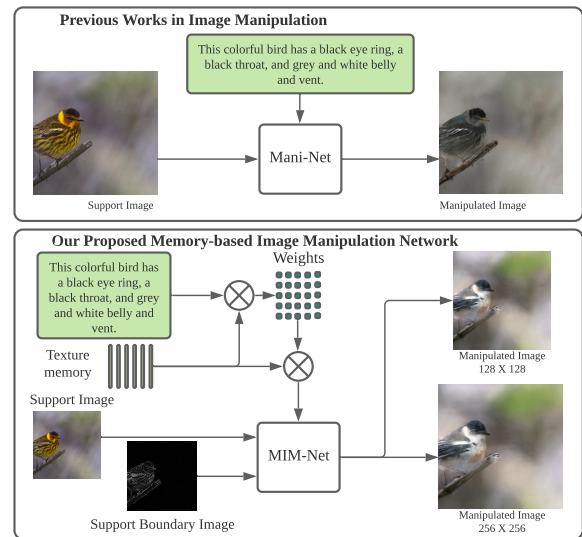 Previous Works in Image Manipulation
This colorful bird has a black eye ring, a
black throat, and grey and white belly
and vent.
Mani-Net
Support Image
Manipulated Image
Our Proposed Memory-based Image Manipulation Network
This colorful bird has
a black eye ring, a
black throat, and grey
and white belly and
vent.
Weights
Texture
memory
Manipulated Image
128 X 128
Support Image
MIM-Net
Support Boundary Image
Manipulated Image
256 X 256